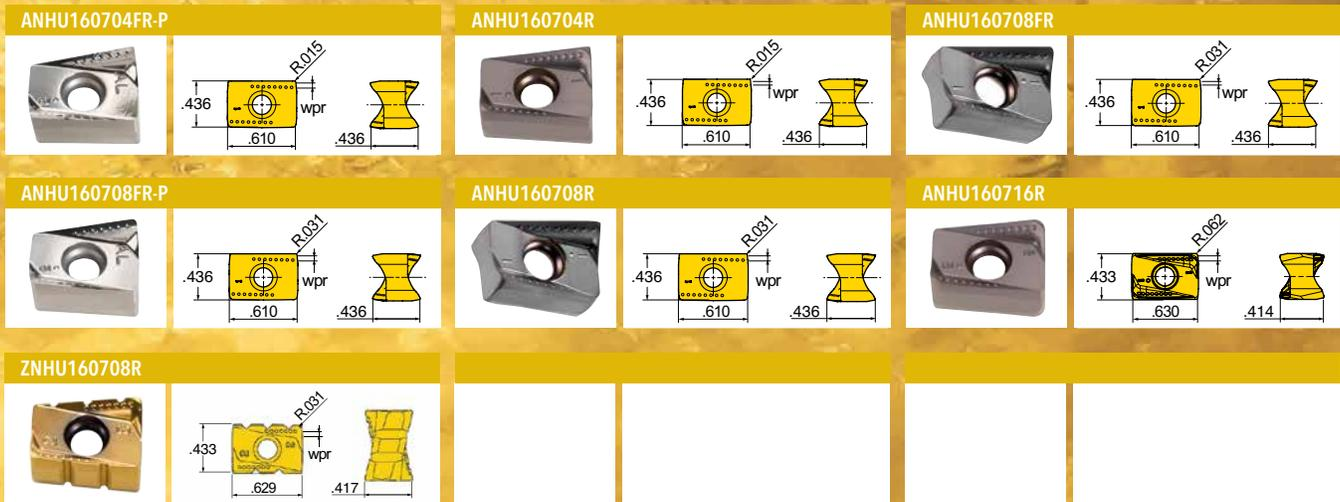 ANHU160704FR-P
R.015
.436
wpr
.610
.436
ANHU160704R
R.015
.436
wpr
.610
.436
ANHU160708FR
R.031
.436
wpr
.610
.436
ANHU160708FR-P
R.031
.436
wpr
.610
.436
ANHU160708R
R.031
.436
wpr
.610
.436
ANHU160716R
R.062
.433
wpr
.630
.414
ZNHU160708R
R.031
.433
wpr
.629
.417